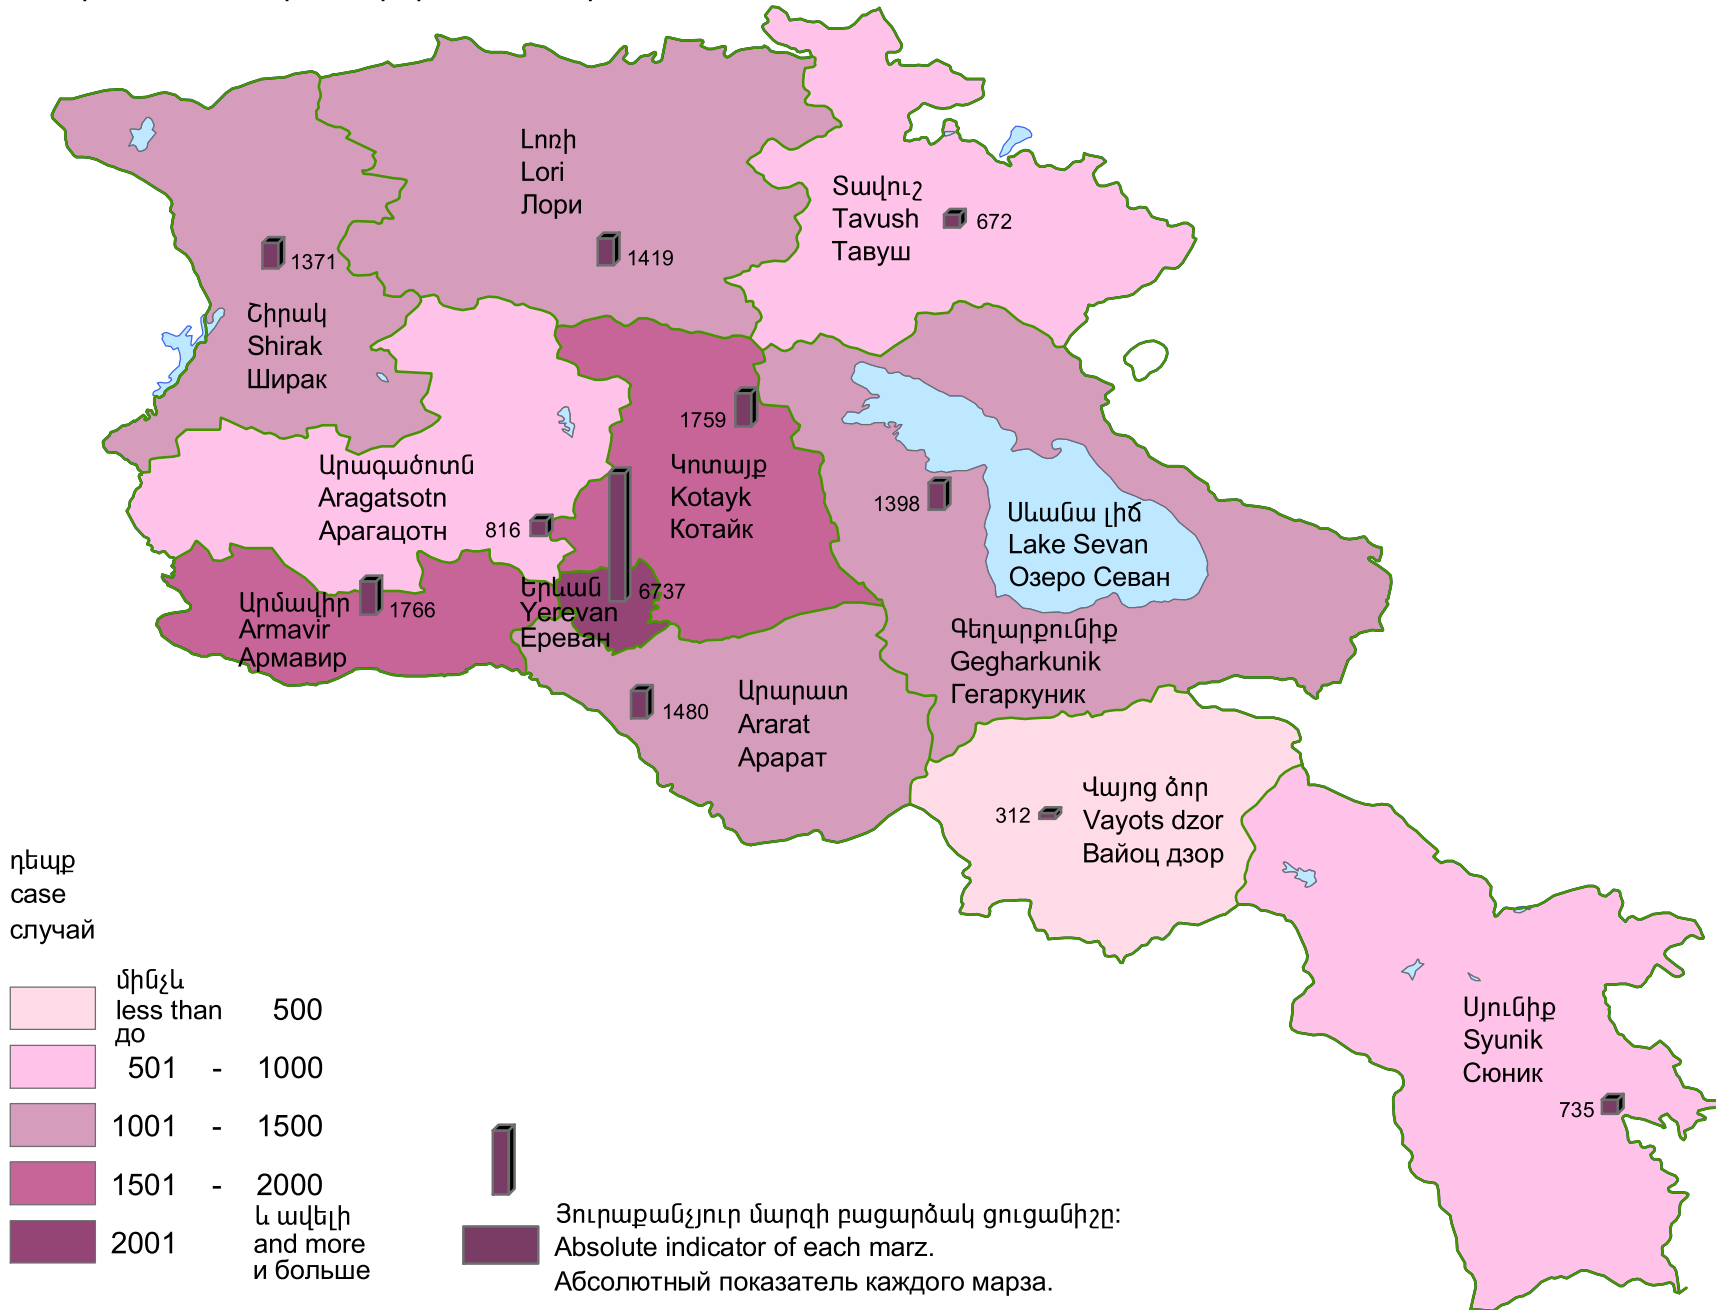 Լոռի
Lori
Лори
Տավուշ
Tavush
Тавуш
672
1371
1419
Շիրակ
Shirak
Ширак
1759
Արագածոտն
Aragatsotn
Арагацотн
816
Կոտայք
Kotayk
Котайк
1398
Սևանա լիճ
Lake Sevan
Озеро Севан
Արմավիր
Armavir
Армавир
1766
Երևան
Yerevan
Ереван
6737
Գեղարքունիք
Gegharkunik
Гегаркуник
1480
Արարատ
Ararat
Арарат
312
Վայոց ձոր
Vayots dzor
Вайоц дзор
Սյունիք
Syunik
Сюник
735
դեպք
case
случай
մինչև
less than 500
до
501 - 1000
1001 - 1500
1501 - 2000
և ավելի
2001 and more
и больше
Յուրաքանչյուր մարզի բացարձակ ցուցանիշը:
Absolute indicator of each marz.
Абсолютный показатель каждого марза.